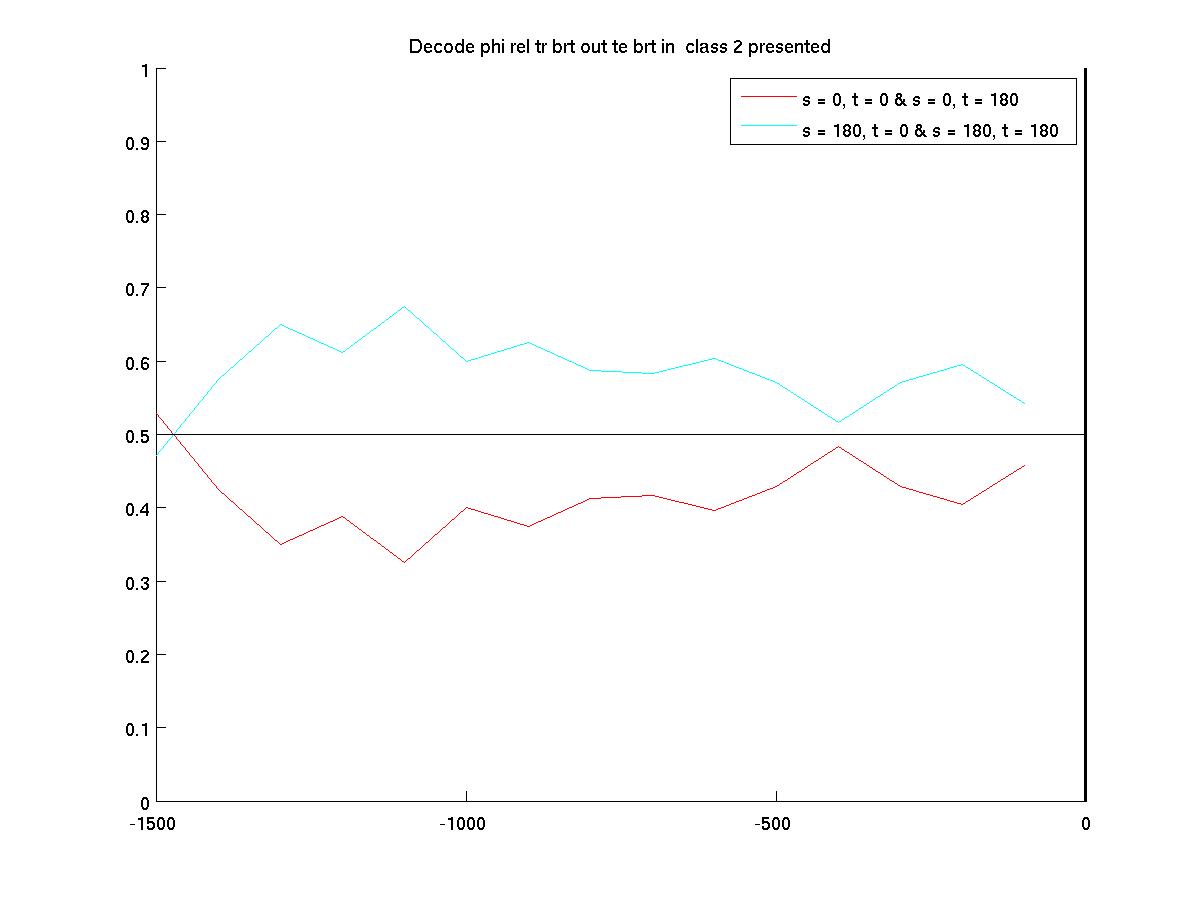 Decode phi rel tr brt out te brt in  class 2 presented
s = 0, t = 0 & s = 0, t = 180
s = 180, t = 0 & s = 180, t = 180
1
0.9
0.8
0.7
0.6
0.5
0.4
0.3
0.2
0.1
0
-1500 -1000 -500 0